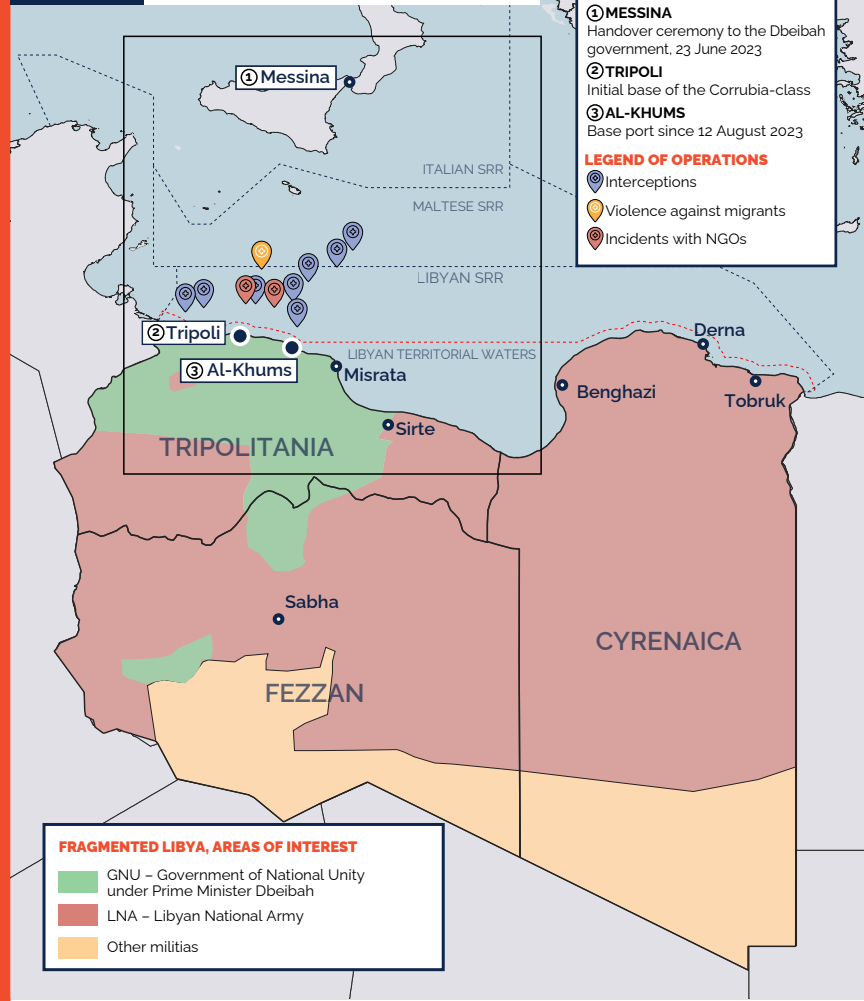 ①MESSINA
Handover ceremony to the Dbeibah
government, 23 June 2023
②TRIPOLI
Initial base of the Corrubia-class
③AL-KHUMS
Base port since 12 August 2023
LEGEND OF OPERATIONS
Interceptions
Violence against migrants
Incidents with NGOs
① Messina
ITALIAN SRR
MALTESE SRR
LIBYAN SRR
② Tripoli
③ Al-Khums
LIBYAN TERRITORIAL WATERS
Misrata
Derna
Benghazi
Tobruk
Sirte
TRIPOLITANIA
Sabha
CYRENAICA
FEZZAN
FRAGMENTED LIBYA, AREAS OF INTEREST
GNU – Government of National Unity
under Prime Minister Dbeibah
LNA – Libyan National Army
Other militias